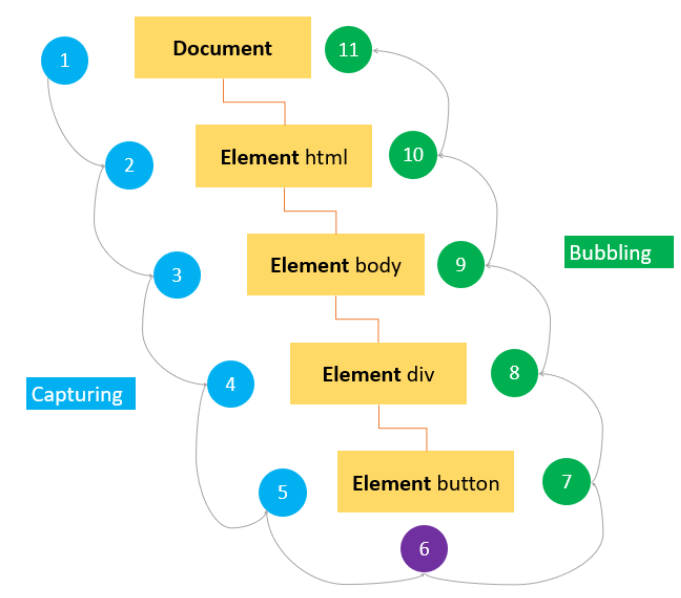 1
Document
11
2
Element html
10
3
Element body
9
Bubbling
4
Element div
8
Capturing
5
Element button
7
6